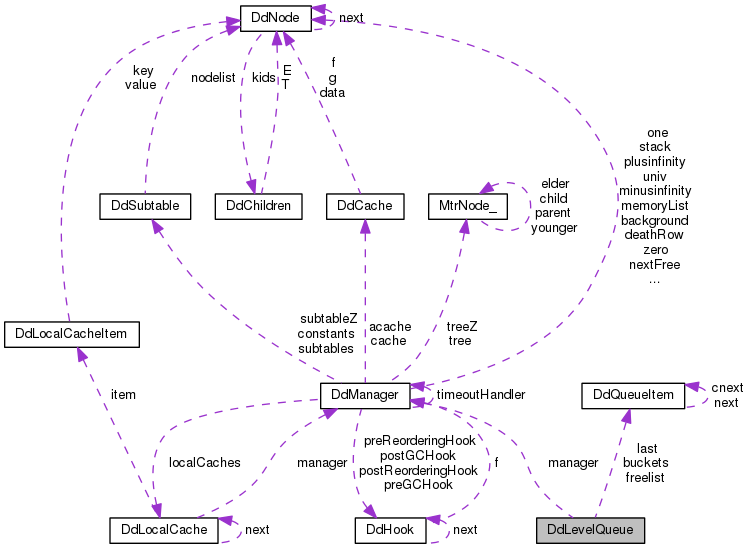 DdNode
next
key
value
nodelist
kids
E
T
f
g
data
one
stack
plusinfinity
univ
minusinfinity
memoryList
background
deathRow
zero
nextFree
...
DdSubtable
DdChildren
DdCache
MtrNode_
elder
child
parent
younger
DdLocalCacheItem
subtableZ
constants
subtables
acache
cache
treeZ
tree
item
DdManager
timeoutHandler
DdQueueItem
cnext
next
localCaches
manager
preReorderingHook
postGCHook
postReorderingHook
preGCHook
f
manager
last
buckets
freelist
DdLocalCache
next
DdHook
next
DdLevelQueue